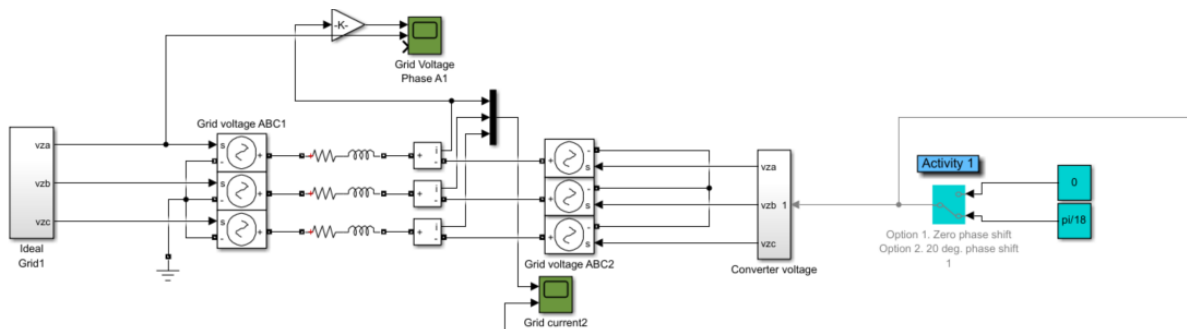 -K-
Grid Voltage
Phase A1
Grid voltage ABC1
vza
vzb
vzc
Ideal
Grid1
s
-
+
s
-
+
s
-
+
+
i
-
+
i
-
+
i
-
+
-
s
+
-
s
+
-
s
Grid voltage ABC2
vza
vzb 1
vzc
Converter voltage
Activity 1
0
pi/18
Option 1. Zero phase shift
Option 2. 20 deg. phase shift
1
Grid current2